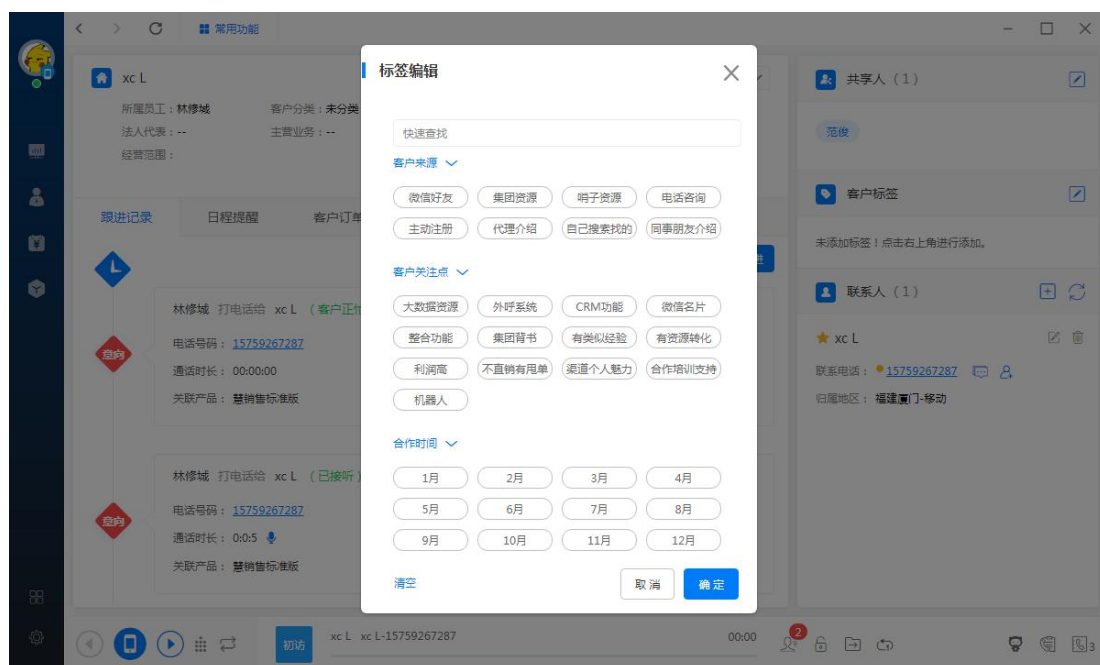 常用功能
xc L
所属员工：林修城 客户分类：未分类
法人代表：-- 主营业务：--
经营范围：
跟进记录 日程提醒 客户订单
林修城 打电话给 xc L （客户正忙
意向
电话号码： 15759267287
通话时长： 00:00:00
关联产品： 慧销售标准版
林修城 打电话给 xc L （已接听）
意向
电话号码： 15759267287
通话时长： 0:0:5
关联产品： 慧销售标准版
标签编辑
快速查找
客户来源
微信好友 集团资源 哨子资源 电话咨询
主动注册 代理介绍 自己搜索找的 同事朋友介绍
客户关注点
大数据资源 外呼系统 CRM功能 微信名片
整合功能 集团背书 有类似经验 有资源转化
利润高 不直销有甩单 渠道个人魅力 合作培训支持
机器人
合作时间
1月 2月 3月 4月
5月 6月 7月 8月
9月 10月 11月 12月
清空 取消 确定
共享人（1）
范俊
客户标签
未添加标签！点击右上角进行添加。
联系人（1）
xc L
联系电话： 15759267287
归属地区： 福建厦门-移动
初访 xc L xc L-15759267287 00:00 2 3